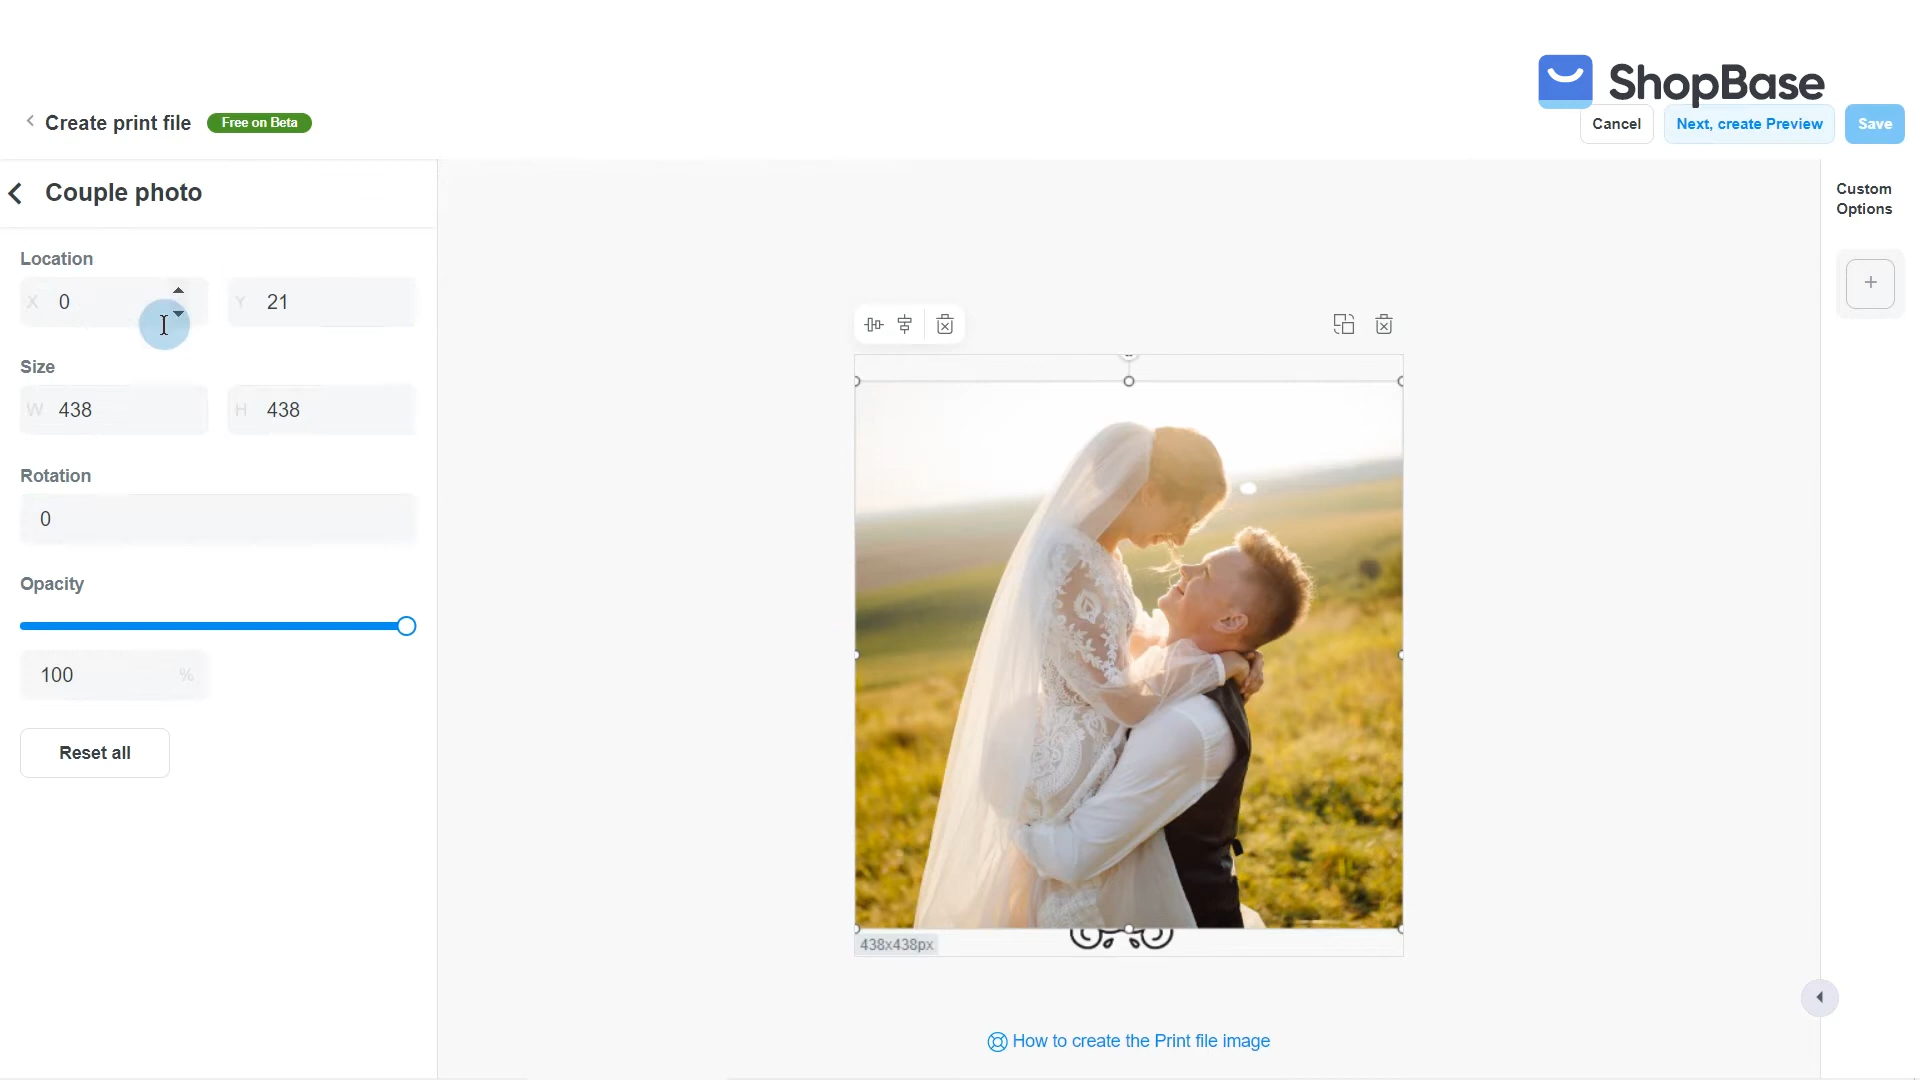 ShopBase
Create print file
Free on Beta
Cancel
Next, create Preview
Save
Couple photo
Custom
Options
Location
X 0
Y 21
Size
W 438
H 438
Rotation
0
Opacity
100 %
Reset all
438x438px
How to create the Print file image